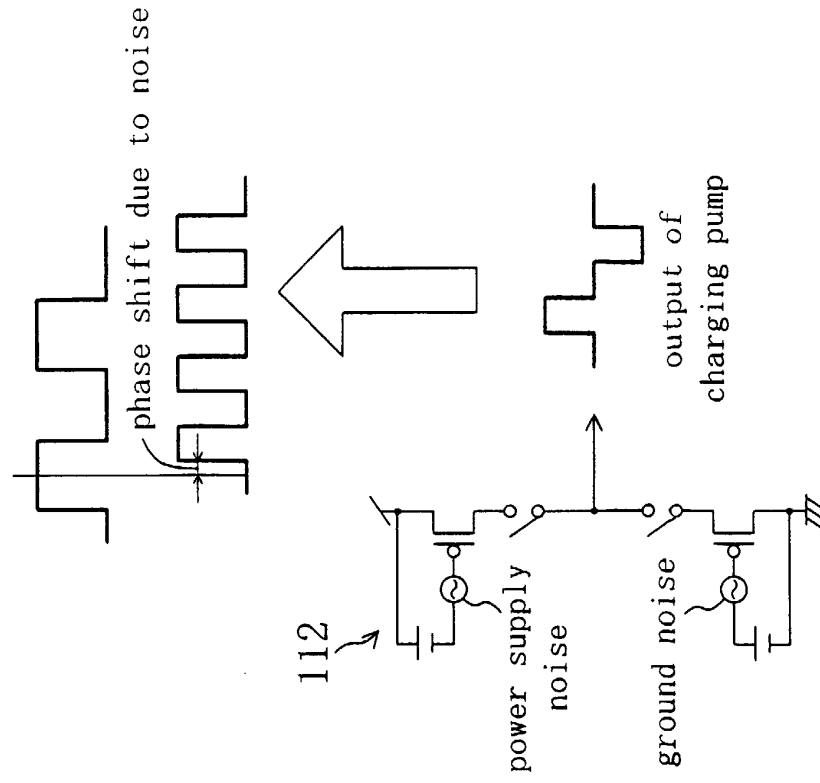 phase shift due to noise
output of
charging pump
112
power supply
noise
ground noise